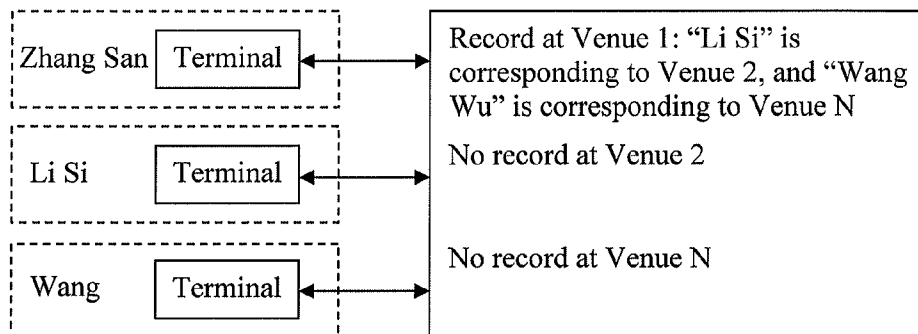 Zhang San
Terminal
Record at Venue 1: “Li Si” is
corresponding to Venue 2, and “Wang
Wu” is corresponding to Venue N
Li Si
Terminal
No record at Venue 2
Wang
Terminal
No record at Venue N